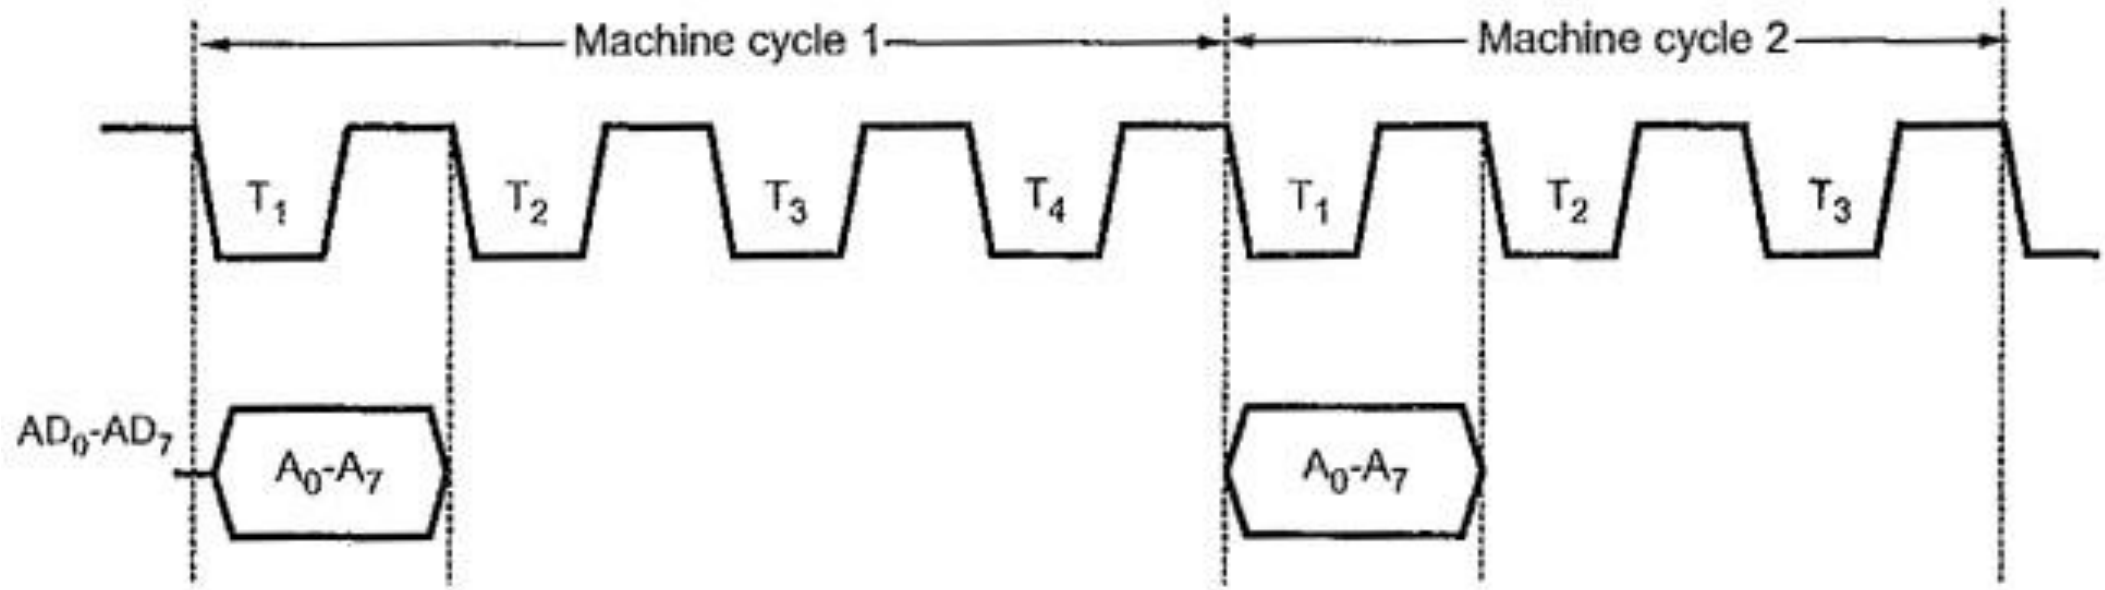 Machine cycle 1 Machine cycle 2
T₁ T₂ T₃ T₄ T₁ T₂ T₃
AD₀-AD₇ A₀-A₇ A₀-A₇